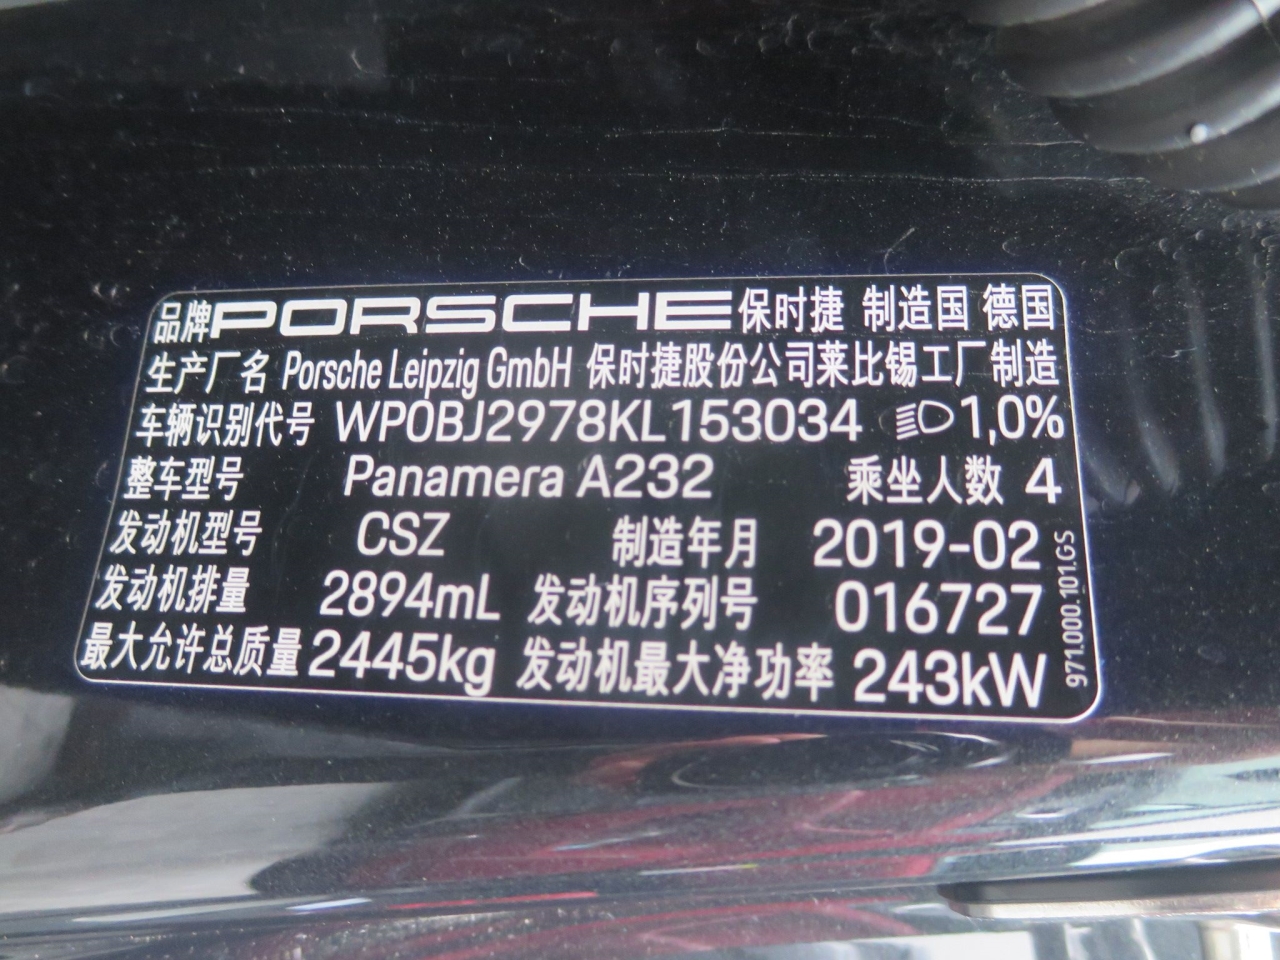 品牌 PORSCHE 保时捷 制造国 德国
生产厂名 Porsche Leipzig GmbH 保时捷股份公司莱比锡工厂制造
车辆识别代号 WP0BJ2978KL153034 1,0%
整车型号 Panamera A232 乘坐人数 4
发动机型号 CSZ 制造年月 2019-02
发动机排量 2894mL 发动机序列号 016727
最大允许总质量 2445kg 发动机最大净功率 243kW
971.000.101.GS